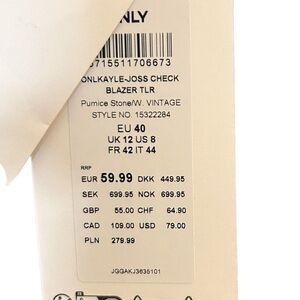 NLY
5715511706673
ONLKAYLE-JOSS CHECK
BLAZER TLR
Pumice Stone/W. VINTAGE
STYLE NO. 15322284
EU 40
UK 12 US 8
FR 42 IT 44
RRP
EUR 59.99 DKK 449.95
SEK 699.95 NOK 699.95
GBP 55.00 CHF 64.90
CAD 109.00 USD 79.00
PLN 279.99
JGGAKJ3635101